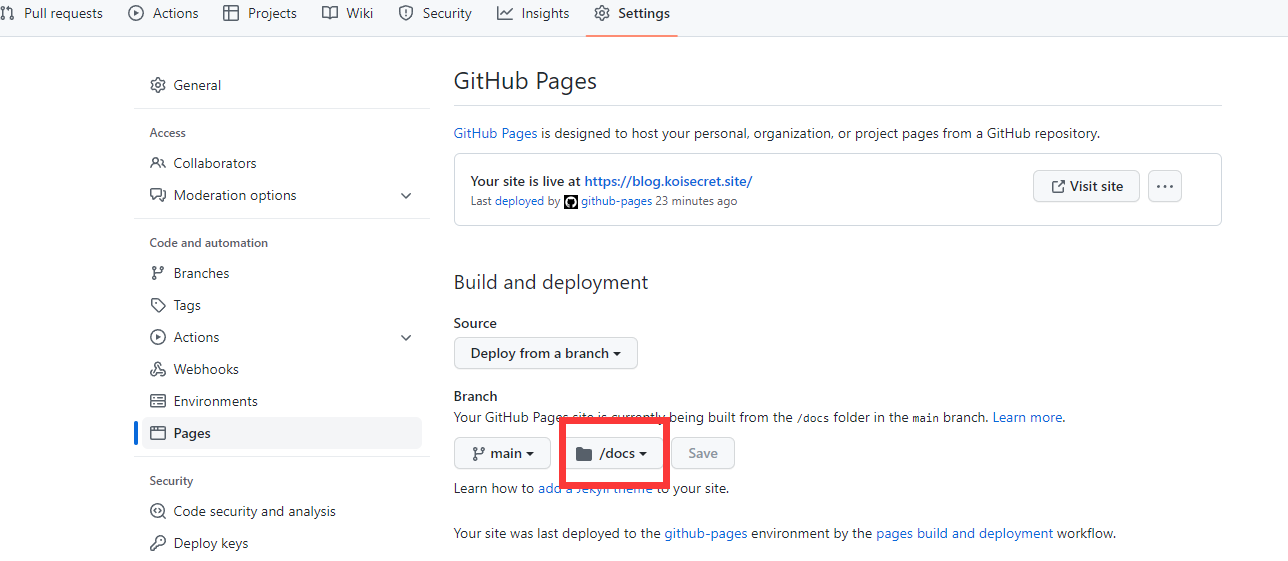 Pull requests Actions Projects Wiki Security Insights Settings
General
Access
Collaborators
Moderation options
Code and automation
Branches
Tags
Actions
Webhooks
Environments
Pages
Security
Code security and analysis
Deploy keys
GitHub Pages
GitHub Pages is designed to host your personal, organization, or project pages from a GitHub repository.
Your site is live at https://blog.koisecret.site/
Last deployed by github-pages 23 minutes ago
Visit site
Build and deployment
Source
Deploy from a branch
Branch
Your GitHub Pages site is currently being built from the /docs folder in the main branch. Learn more.
main /docs Save
Learn how to add a Jekyll theme to your site.
Your site was last deployed to the github-pages environment by the pages build and deployment workflow.